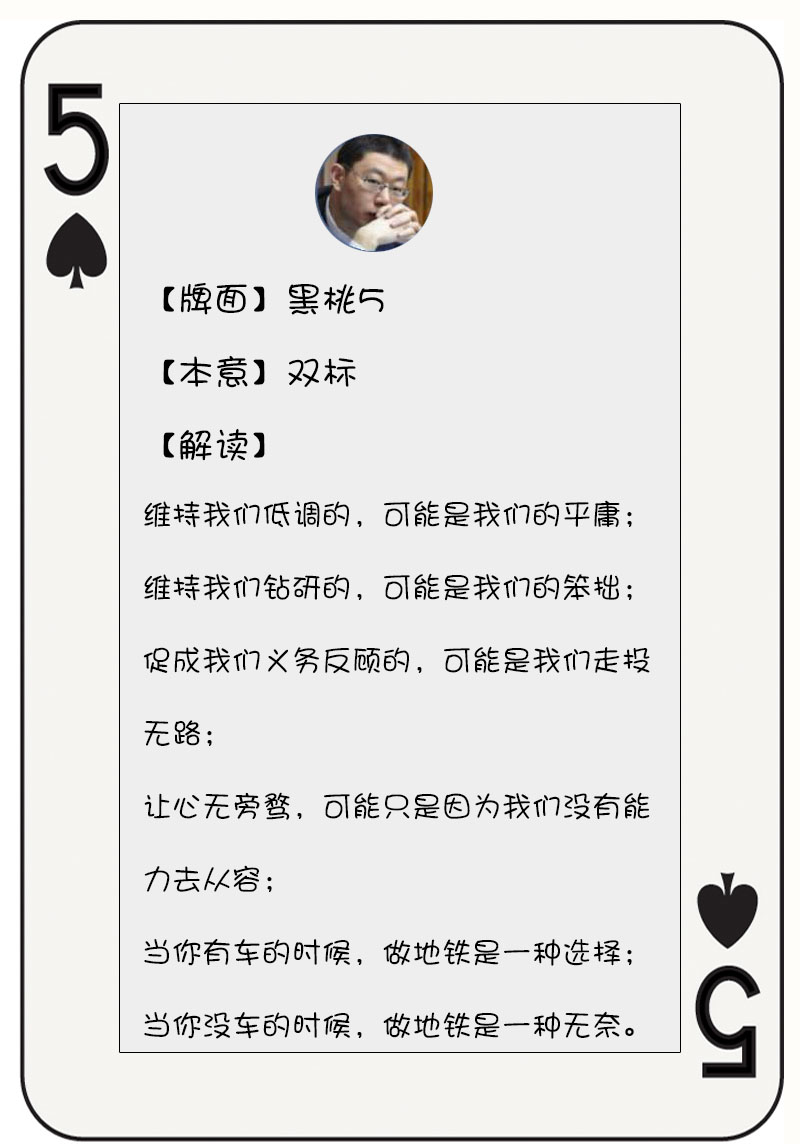 5
【牌面】黑桃5
【本意】双标
【解读】
维持我们低调的，可能是我们的平庸；
维持我们钻研的，可能是我们的笨拙；
促成我们义务反顾的，可能是我们走投
无路；
让心无旁骛，可能只是因为我们没有能
力去从容；
当你有车的时候，做地铁是一种选择；
当你没车的时候，做地铁是一种无奈。
5